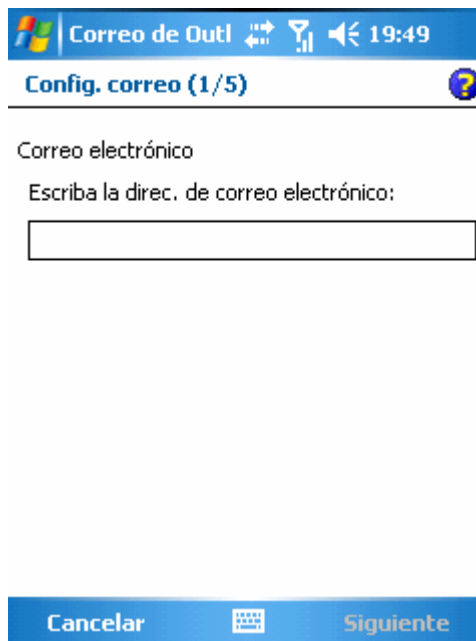 Correo de Outl 19:49
Config. correo (1/5)
Correo electrónico
Escriba la direc. de correo electrónico:
Cancelar Siguiente